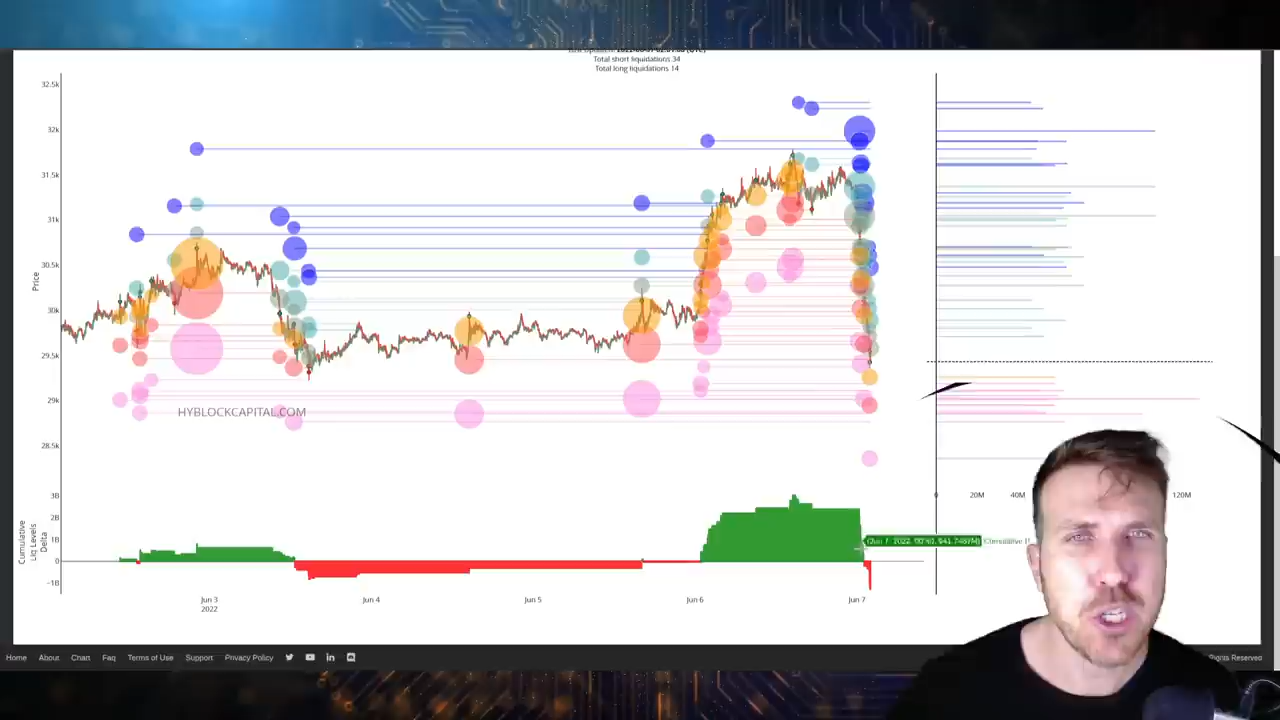 Total short liquidations 34
Total long liquidations 14
32.5k
32k
31.5k
31k
30.5k
30k
29.5k
29k
28.5k
Price
HYBLOCKCAPITAL.COM
3B
2B
1B
0
−1B
Cumulative
Liq Levels
Delta
Jun 3
2022
Jun 4
Jun 5
Jun 6
Jun 7
0
20M
40M
120M
Home
About
Chart
Faq
Terms of Use
Support
Privacy Policy
Rights Reserved